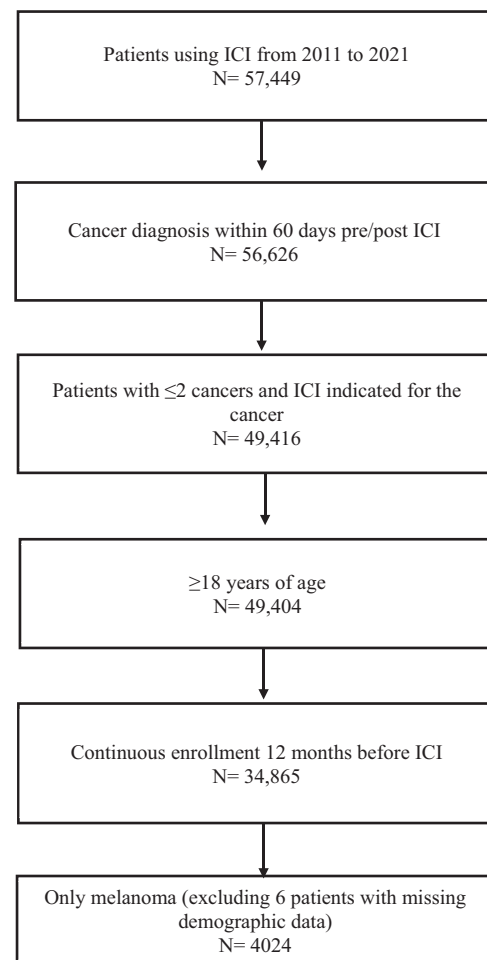 Patients using ICI from 2011 to 2021
N= 57,449
Cancer diagnosis within 60 days pre/post ICI
N= 56,626
Patients with ≤2 cancers and ICI indicated for the
cancer
N= 49,416
≥18 years of age
N= 49,404
Continuous enrollment 12 months before ICI
N= 34,865
Only melanoma (excluding 6 patients with missing
demographic data)
N= 4024